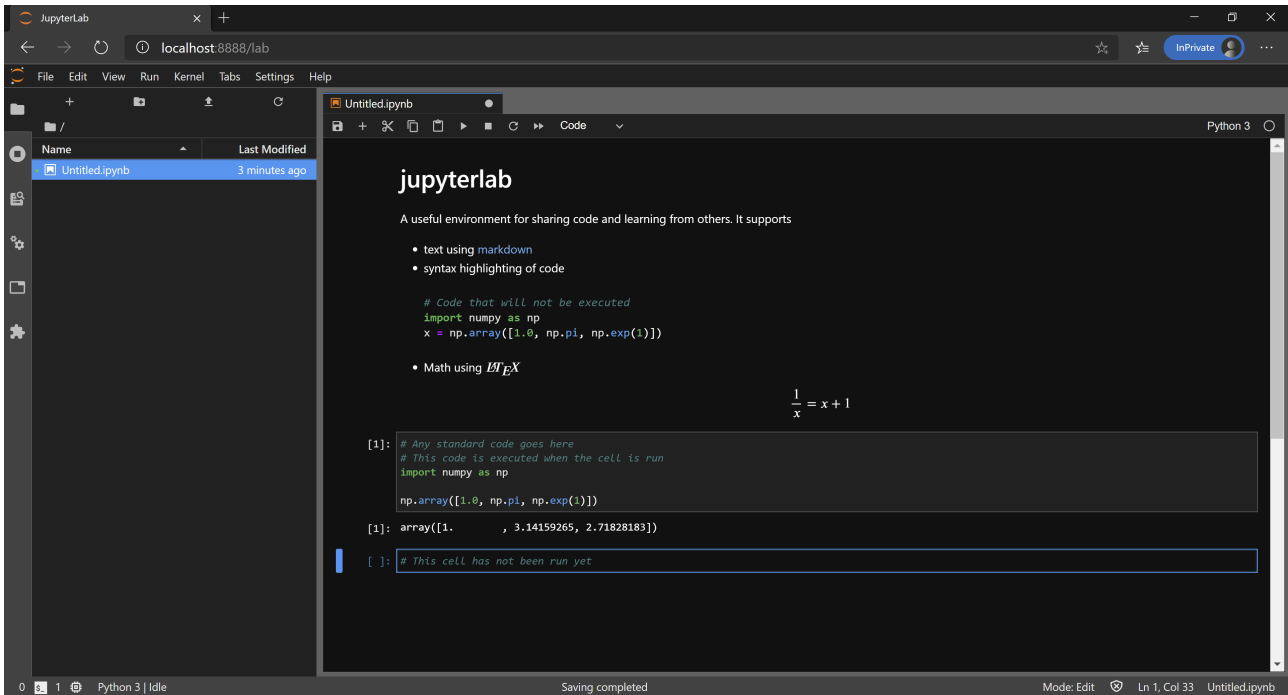 JupyterLab
localhost:8888/lab
InPrivate
File Edit View Run Kernel Tabs Settings Help
/
Name Last Modified
Untitled.ipynb 3 minutes ago
Untitled.ipynb
Code Python 3
jupyterlab
A useful environment for sharing code and learning from others. It supports
• text using markdown
• syntax highlighting of code
# Code that will not be executed
import numpy as np
x = np.array([1.0, np.pi, np.exp(1)])
• Math using LATEX
1/x = x + 1
[1]: # Any standard code goes here
# This code is executed when the cell is run
import numpy as np
np.array([1.0, np.pi, np.exp(1)])
[1]: array([1.        , 3.14159265, 2.71828183])
[ ]: # This cell has not been run yet
0 $_ 1 Python 3 | Idle Saving completed Mode: Edit Ln 1, Col 33 Untitled.ipynb